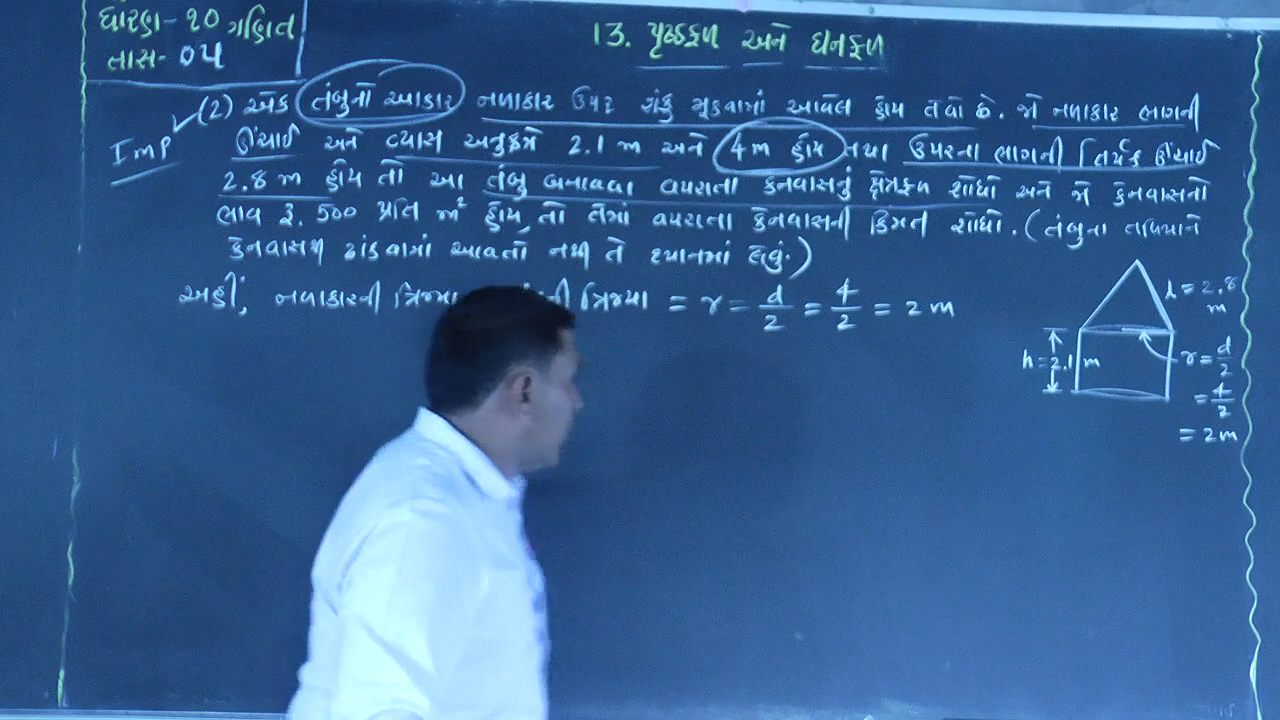 ધોરણ-૧૦ ગણિત
તાસ-૦૫
13. પૃષ્ઠફળ અને ઘનફળ
IMP
(2) એક તંબુનો આકાર નળાકાર ઉપર શંકુ મૂકવામાં આવેલ હોય તેવો છે. જો નળાકાર ભાગની
ઊંચાઈ અને વ્યાસ અનુક્રમે 2.1 m અને 4m હોય તથા ઉપરના ભાગની તિર્યક ઊંચાઈ
2.8 m હોય તો આ તંબુ બનાવવા વપરાતા કેનવાસનું ક્ષેત્રફળ શોધો અને જો કેનવાસનો
ભાવ રૂ. 500 પ્રતિ m² હોય, તો તેમાં વપરાતા કેનવાસની કિંમત શોધો. (તંબુના તળિયાને
કેનવાસથી ઢાંકવામાં આવતો નથી તે ધ્યાનમાં લેવું.)
અહીં, નળાકારની ત્રિજ્યા ત્રિજ્યા = r = d/2 = 4/2 = 2 m
l = 2.8
m
h = 2.1 m
r = d/2
= 4/2
= 2m